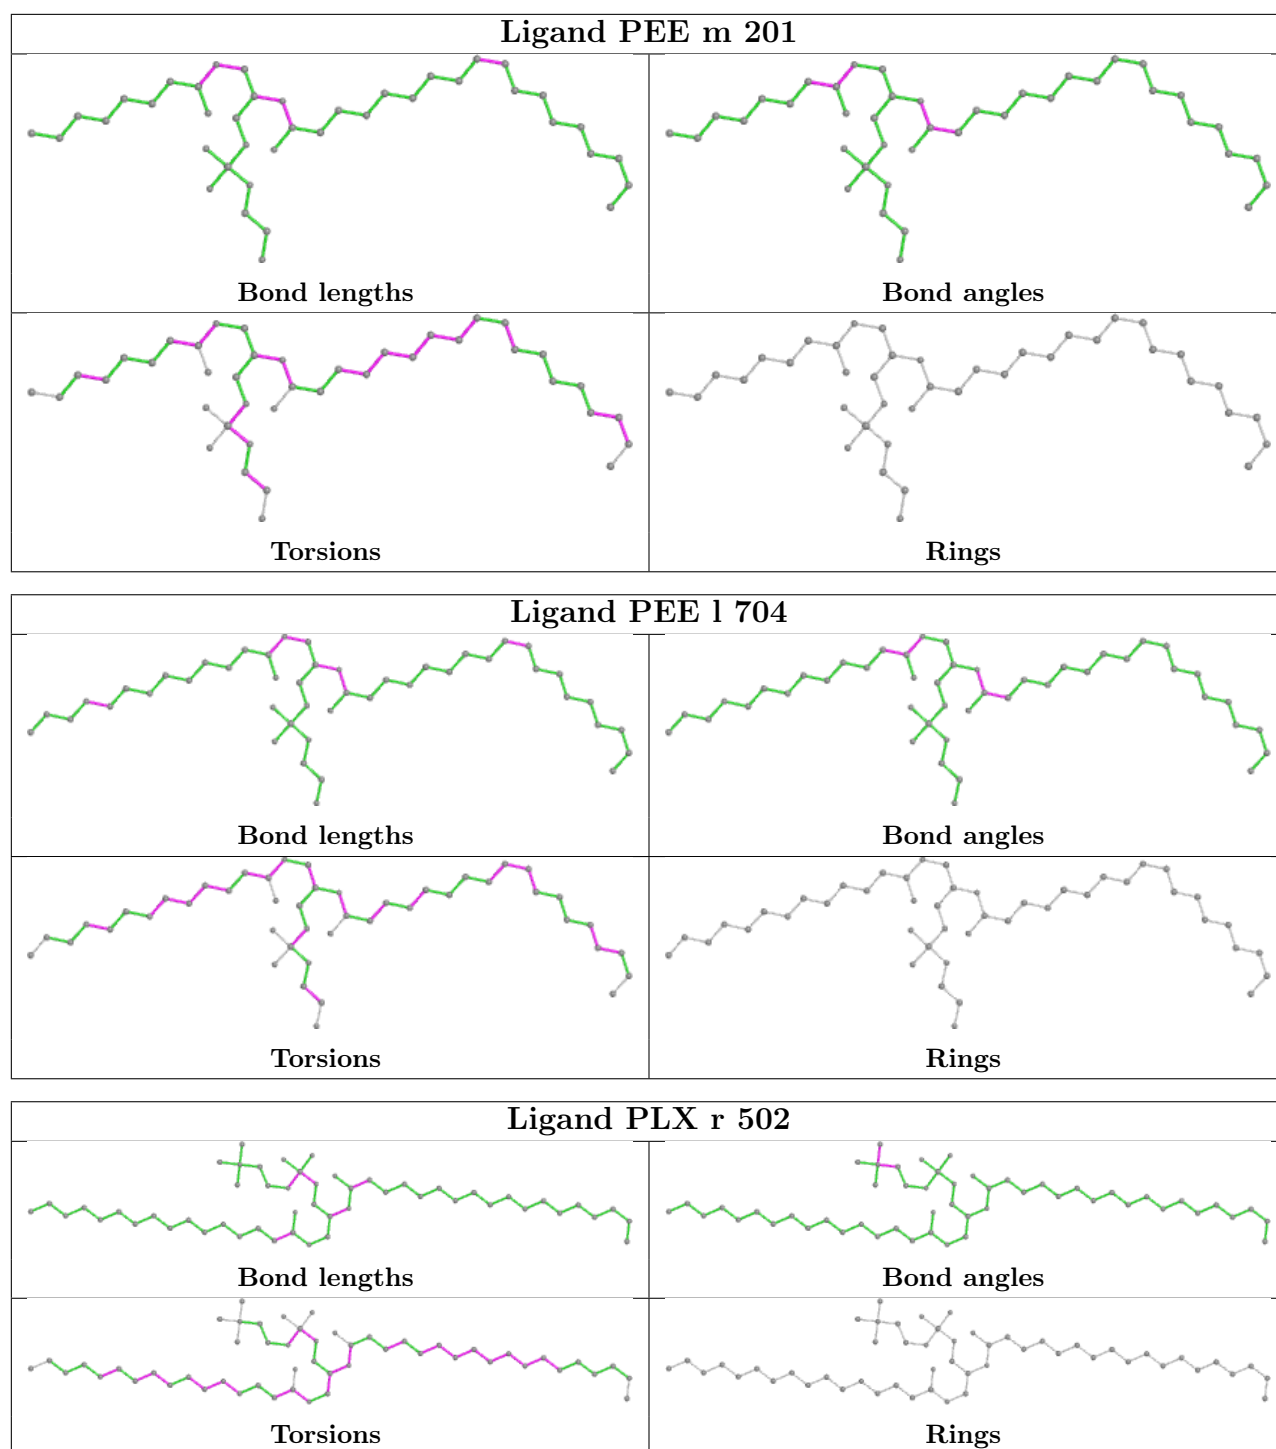 Ligand PEE m 201
Bond lengths
Bond angles
Torsions
Rings
Ligand PEE l 704
Bond lengths
Bond angles
Torsions
Rings
Ligand PLX r 502
Bond lengths
Bond angles
Torsions
Rings